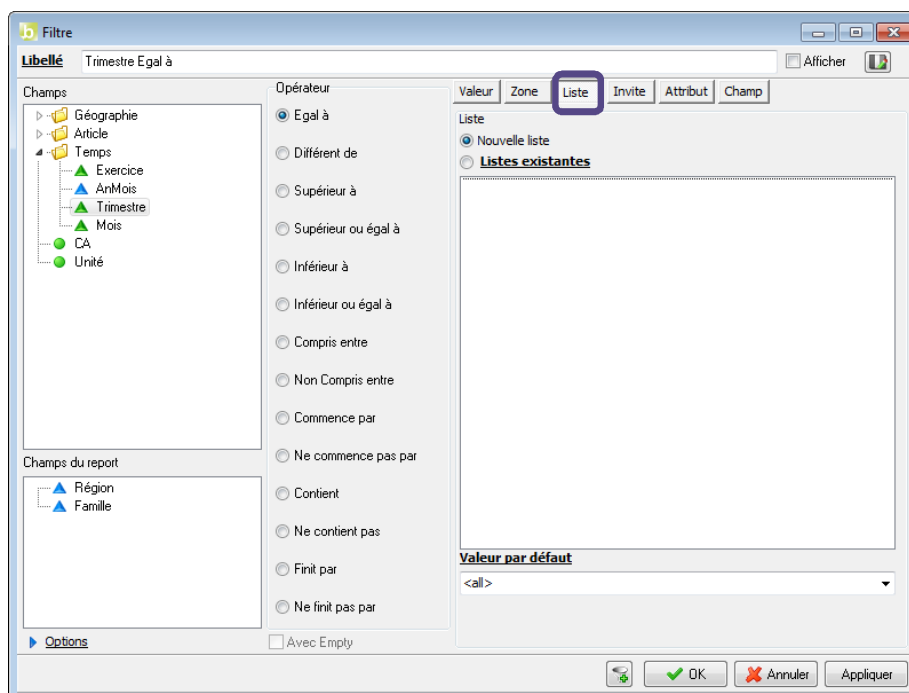 Filtre
Libellé Trimestre Egal à Afficher
Champs
Géographie
Article
Temps
Exercice
AnMois
Trimestre
Mois
CA
Unité
Champs du report
Région
Famille
Options
Opérateur
Egal à
Différent de
Supérieur à
Supérieur ou égal à
Inférieur à
Inférieur ou égal à
Compris entre
Non Compris entre
Commence par
Ne commence pas par
Contient
Ne contient pas
Finit par
Ne finit pas par
Avec Empty
Valeur Zone Liste Invite Attribut Champ
Liste
Nouvelle liste
Listes existantes
Valeur par défaut
<all>
OK Annuler Appliquer